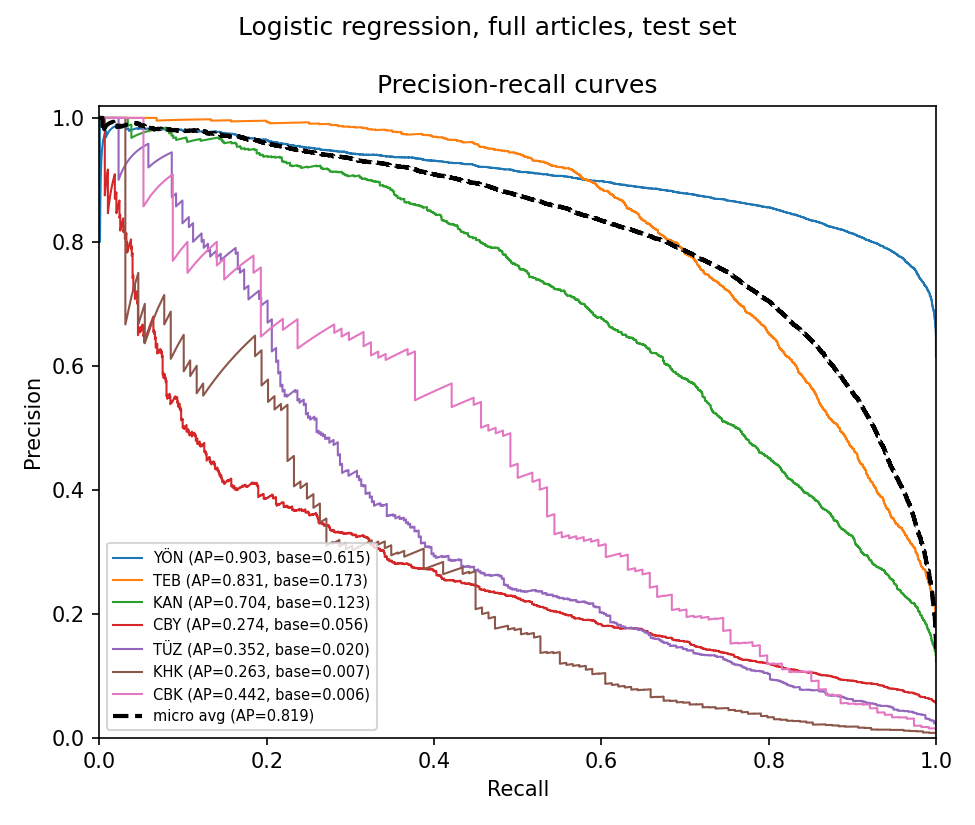 Logistic regression, full articles, test set
Precision-recall curves
1.0
0.8
0.6
0.4
0.2
0.0
Precision
YÖN (AP=0.903, base=0.615)
TEB (AP=0.831, base=0.173)
KAN (AP=0.704, base=0.123)
CBY (AP=0.274, base=0.056)
TÜZ (AP=0.352, base=0.020)
KHK (AP=0.263, base=0.007)
CBK (AP=0.442, base=0.006)
micro avg (AP=0.819)
0.0 0.2 0.4 0.6 0.8 1.0
Recall